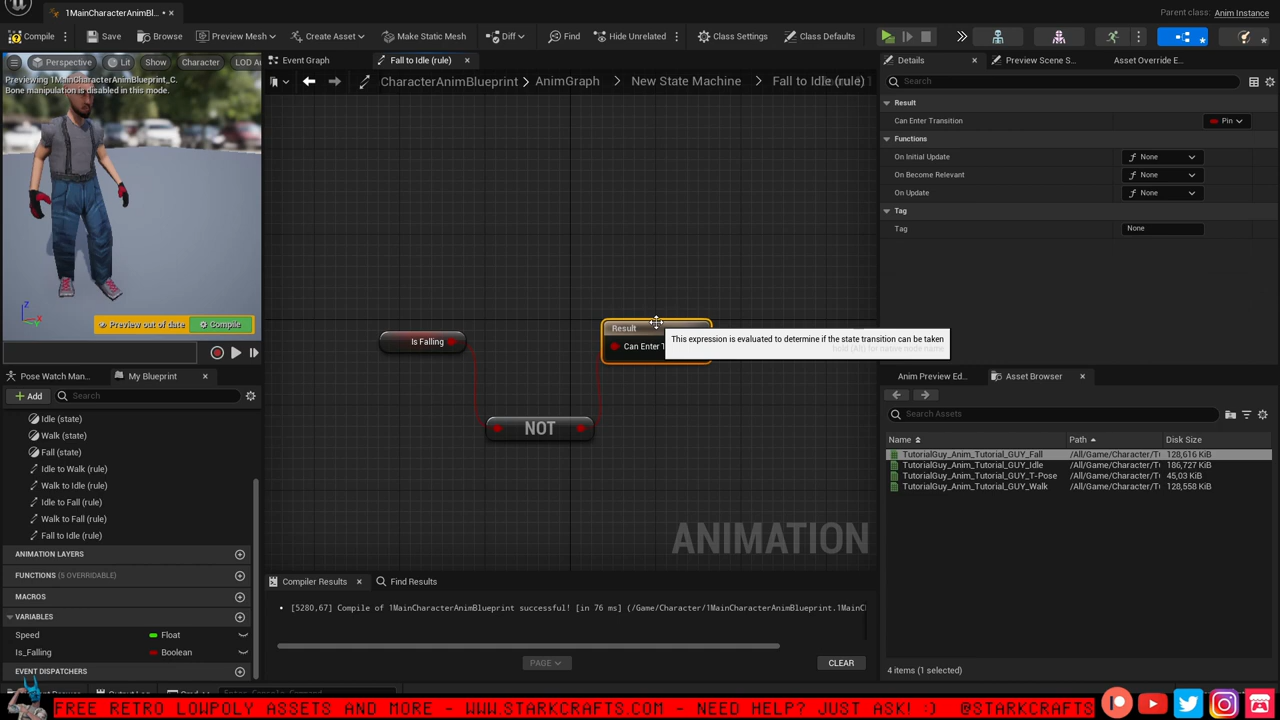 1MainCharacterAnimBl...
Parent class: Anim Instance
Compile
Save
Browse
Preview Mesh
Create Asset
Make Static Mesh
Diff
Find
Hide Unrelated
Class Settings
Class Defaults
Perspective
Lit
Show
Character
LOD Au
Previewing 1MainCharacterAnimBlueprint_C.
Bone manipulation is disabled in this mode.
Preview out of date
Compile
Event Graph
Fall to Idle (rule)
CharacterAnimBlueprint > AnimGraph > New State Machine > Fall to Idle (rule)
Is Falling
NOT
Result
Can Enter T
This expression is evaluated to determine if the state transition can be taken
ANIMATION
Details
Preview Scene S...
Asset Override E...
Search
Result
Can Enter Transition
Pin
Functions
On Initial Update
None
On Become Relevant
None
On Update
None
Tag
Tag
None
Pose Watch Man...
My Blueprint
Add
Search
Idle (state)
Walk (state)
Fall (state)
Idle to Walk (rule)
Walk to Idle (rule)
Idle to Fall (rule)
Walk to Fall (rule)
Fall to Idle (rule)
ANIMATION LAYERS
FUNCTIONS (5 OVERRIDABLE)
MACROS
VARIABLES
Speed
Float
Is_Falling
Boolean
EVENT DISPATCHERS
Compiler Results
Find Results
[5280,67] Compile of 1MainCharacterAnimBlueprint successful! [in 76 ms] (/Game/Character/1MainCharacterAnimBlueprint.1MainCl
PAGE
CLEAR
Anim Preview Ed...
Asset Browser
Search Assets
Name
Path
Disk Size
TutorialGuy_Anim_Tutorial_GUY_Fall
/All/Game/Character/Tu
128,616 KiB
TutorialGuy_Anim_Tutorial_GUY_Idle
/All/Game/Character/Tu
186,727 KiB
TutorialGuy_Anim_Tutorial_GUY_T-Pose
/All/Game/Character/Tu
45,03 KiB
TutorialGuy_Anim_Tutorial_GUY_Walk
/All/Game/Character/Tu
128,558 KiB
4 items (1 selected)
FREE RETRO LOWPOLY ASSETS AND MORE - WWW.STARKCRAFTS.COM - NEED HELP? JUST ASK! :) @STARKCRAFTS